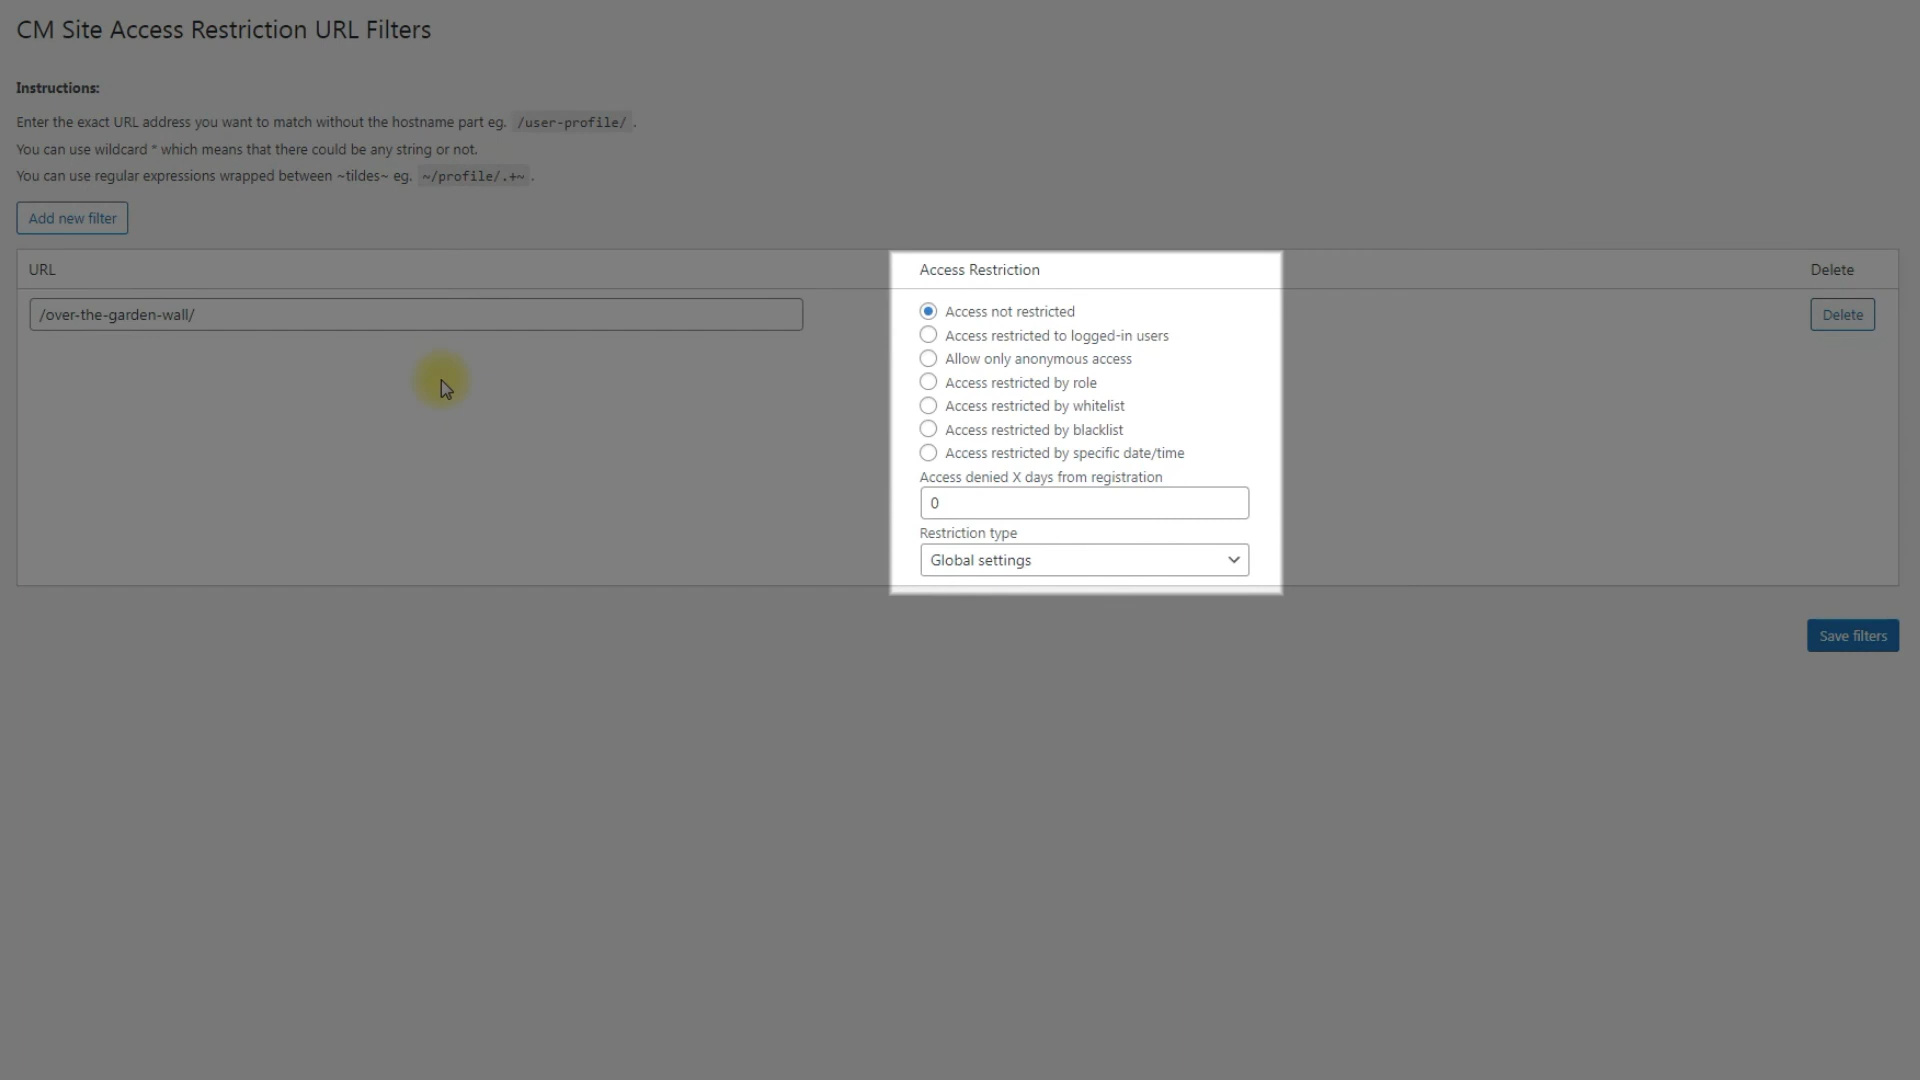 CM Site Access Restriction URL Filters
Instructions:
Enter the exact URL address you want to match without the hostname part eg. /user-profile/ .
You can use wildcard * which means that there could be any string or not.
You can use regular expressions wrapped between ~tildes~ eg. ~/profile/.+~ .
Add new filter
URL
Access Restriction
Delete
/over-the-garden-wall/
Access not restricted
Access restricted to logged-in users
Allow only anonymous access
Access restricted by role
Access restricted by whitelist
Access restricted by blacklist
Access restricted by specific date/time
Access denied X days from registration
0
Restriction type
Global settings
Delete
Save filters